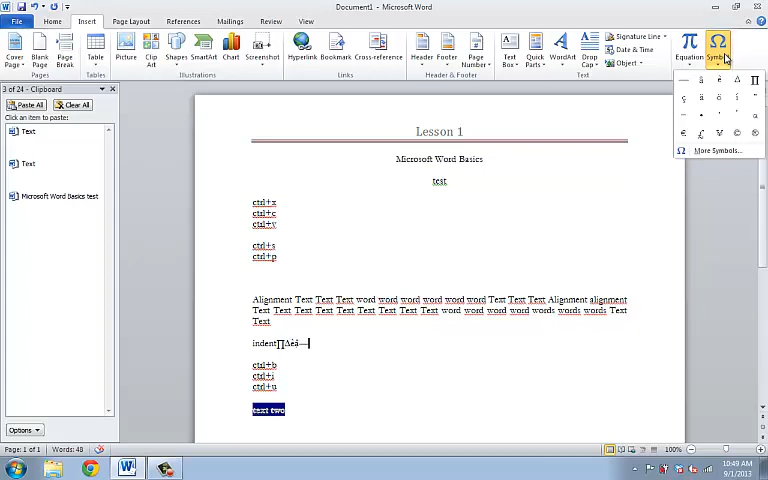 Document1 - Microsoft Word
File Home Insert Page Layout References Mailings Review View
Cover Page Blank Page Page Break Table Picture Clip Art Shapes SmartArt Chart Screenshot Hyperlink Bookmark Cross-reference Header Footer Page Number Text Box Quick Parts WordArt Drop Cap Signature Line Date & Time Object Equation Symbol
Pages Tables Illustrations Links Header & Footer Text
3 of 24 - Clipboard
Paste All Clear All
Click an item to paste:
Text
Text
Microsoft Word Basics test
Options
— â è Δ ∏
More Symbols...
Lesson 1
Microsoft Word Basics
test
ctrl+x
ctrl+c
ctrl+v
ctrl+s
ctrl+p
Alignment Text Text Text word word word word word word Text Text Text Alignment alignment
Text Text Text Text Text Text Text Text Text word word word word words words words Text
Text
indent∏Δèâ—
ctrl+b
ctrl+i
ctrl+u
text two
Page: 1 of 1 Words: 48 100%
10:49 AM
9/1/2013